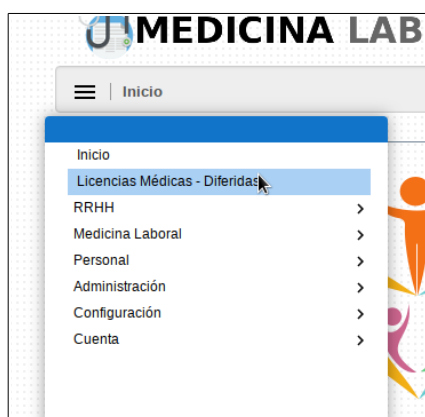 MEDICINA LAB
Inicio
Inicio
Licencias Médicas - Diferidas
RRHH
Medicina Laboral
Personal
Administración
Configuración
Cuenta